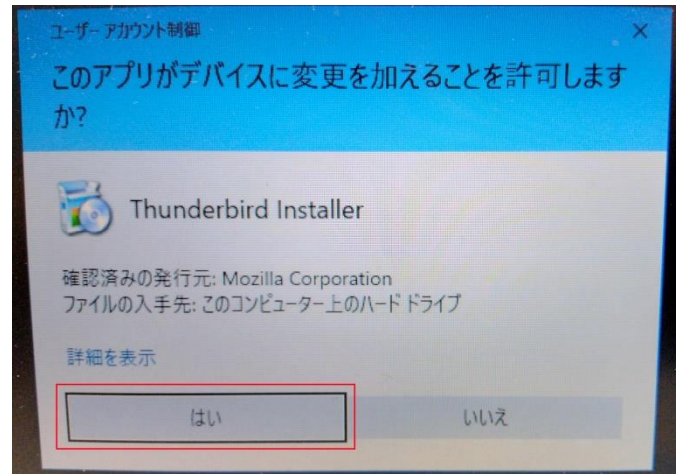 ユーザー アカウント制御
このアプリがデバイスに変更を加えることを許可します
か?
Thunderbird Installer
確認済みの発行元: Mozilla Corporation
ファイルの入手先: このコンピューター上のハード ドライブ
詳細を表示
はい
いいえ